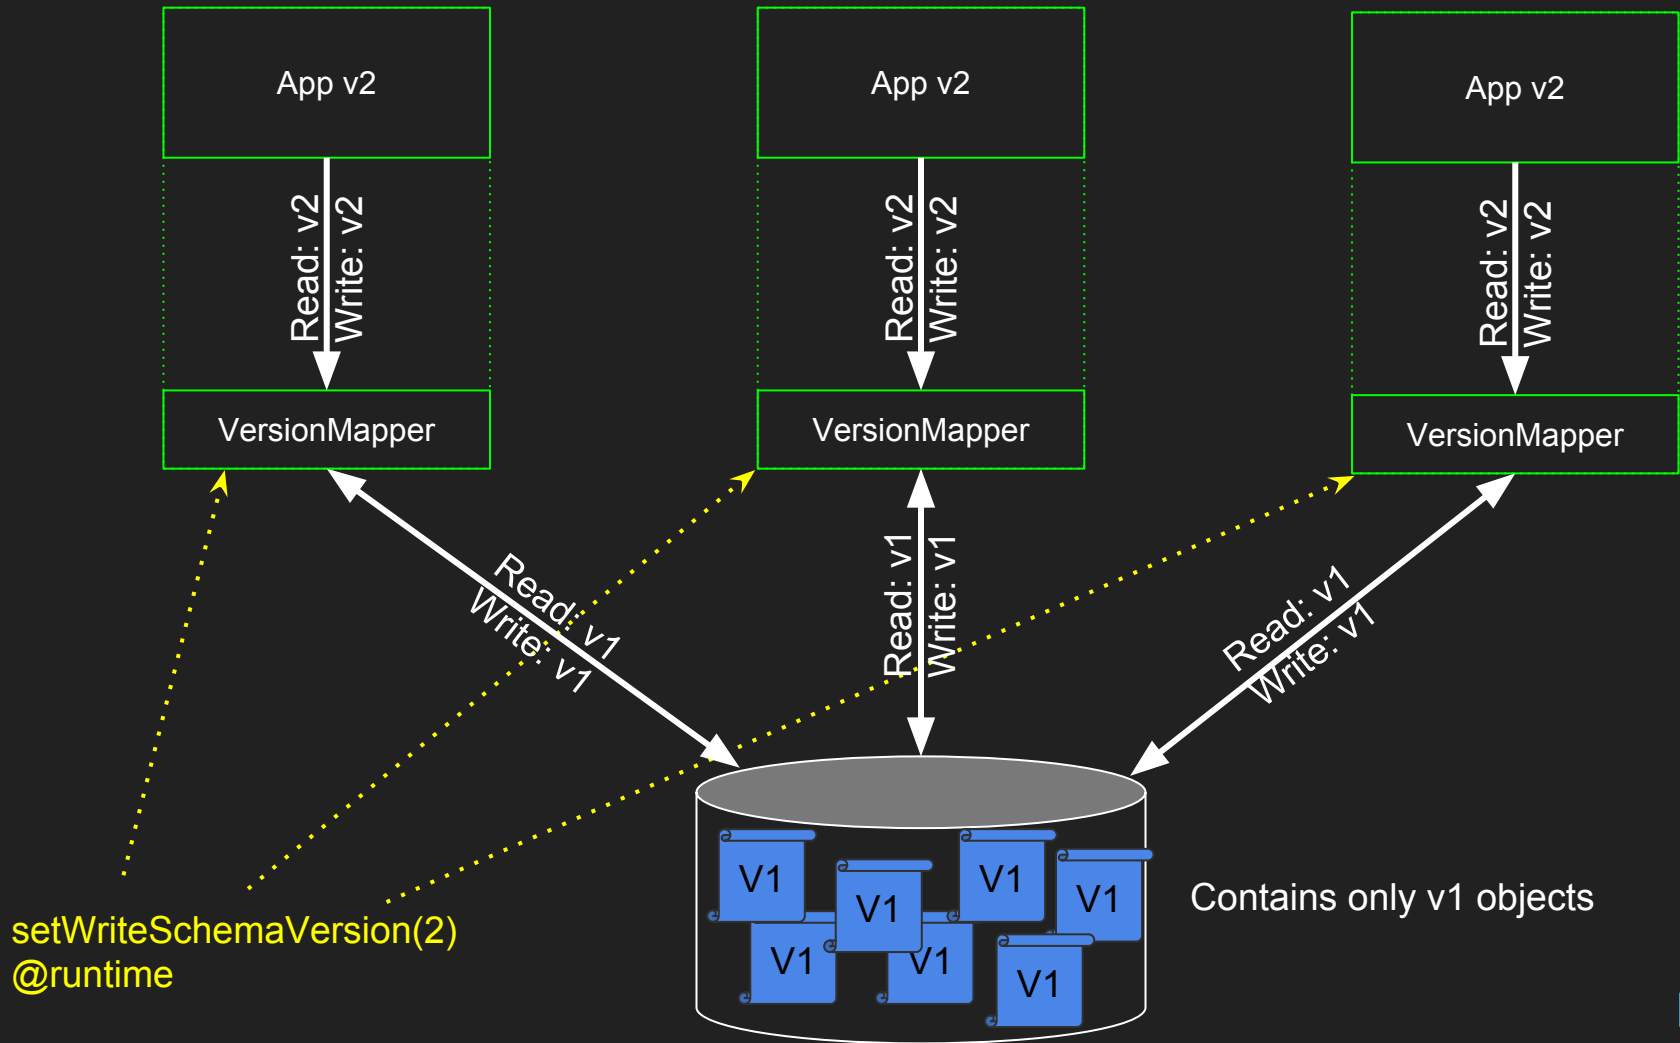 App v2
App v2
App v2
Read: v2
Write: v2
Read: v2
Write: v2
Read: v2
Write: v2
VersionMapper
VersionMapper
VersionMapper
Read: v1
Write: v1
Read: v1
Write: v1
Read: v1
Write: v1
V1
V1
V1
V1
V1
V1
V1
Contains only v1 objects
setWriteSchemaVersion(2)
@runtime